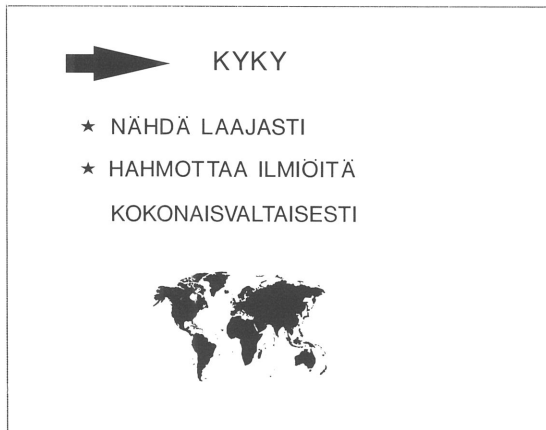 KYKY
★ NÄHDÄ LAAJASTI
★ HAHMOTTAA ILMIÖITÄ
KOKONAISVALTAISESTI